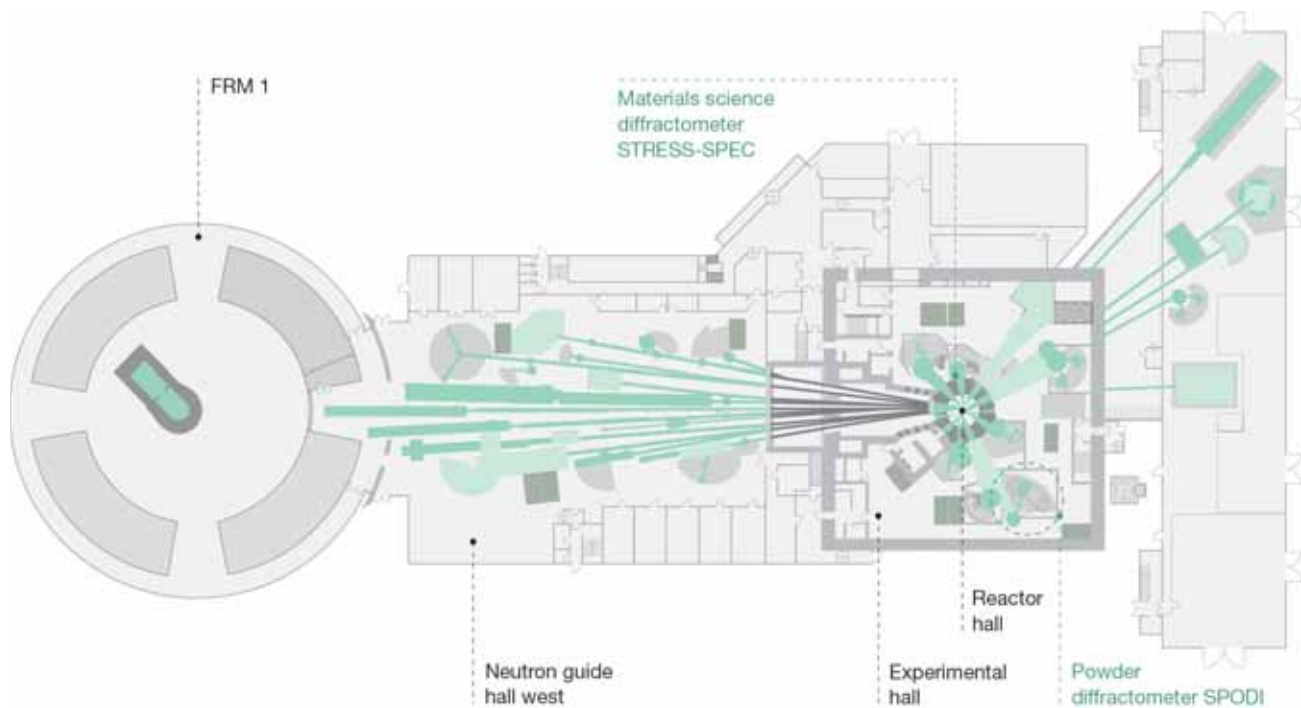 FRM 1
Materials science
diffractometer
STRESS-SPEC
Reactor
hall
Neutron guide
hall west
Experimental
hall
Powder
diffractometer SPODI